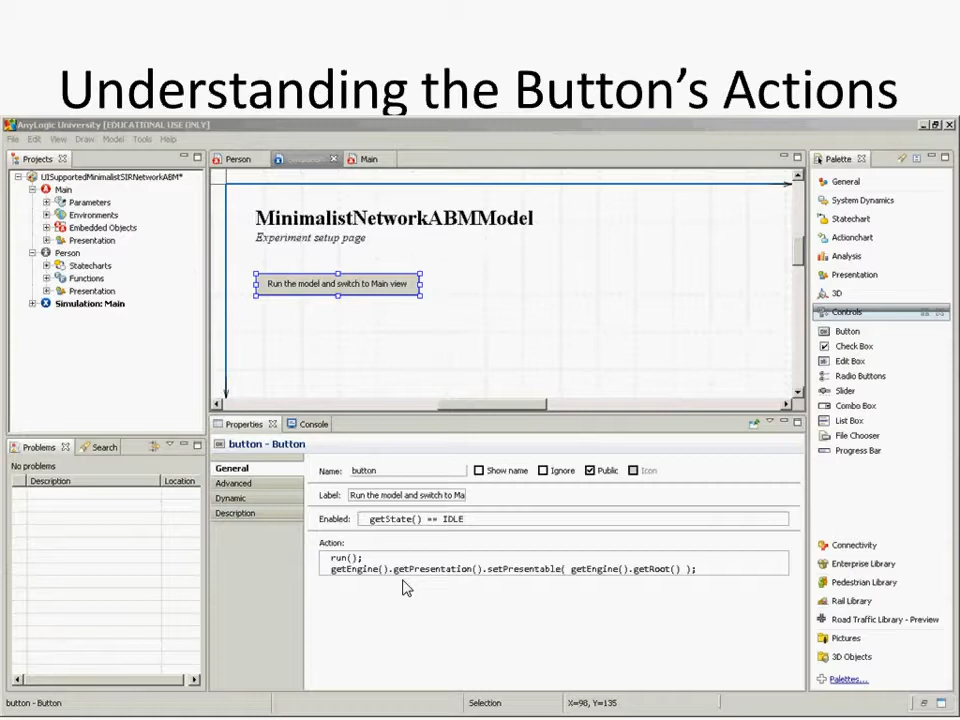 Understanding the Button's Actions
AnyLogic University [EDUCATIONAL USE ONLY]
File Edit View Draw Model Tools Help
Projects
Person
Main
Palette
UISupportedMinimalistSIRNetworkABM*
Main
Parameters
Environments
Embedded Objects
Presentation
Person
Statecharts
Functions
Presentation
Simulation: Main
MinimalistNetworkABMModel
Experiment setup page
Run the model and switch to Main view
General
System Dynamics
Statechart
Actionchart
Analysis
Presentation
3D
Controls
Button
Check Box
Edit Box
Radio Buttons
Slider
Combo Box
List Box
File Chooser
Progress Bar
Connectivity
Enterprise Library
Pedestrian Library
Rail Library
Road Traffic Library - Preview
Pictures
3D Objects
Palettes...
Problems Search
No problems
Description Location
Properties Console
button - Button
General
Advanced
Dynamic
Description
Name: button Show name Ignore Public Icon
Label: Run the model and switch to Ma
Enabled: getState() == IDLE
Action:
run();
getEngine().getPresentation().setPresentable( getEngine().getRoot() );
button - Button Selection X=98, Y=135